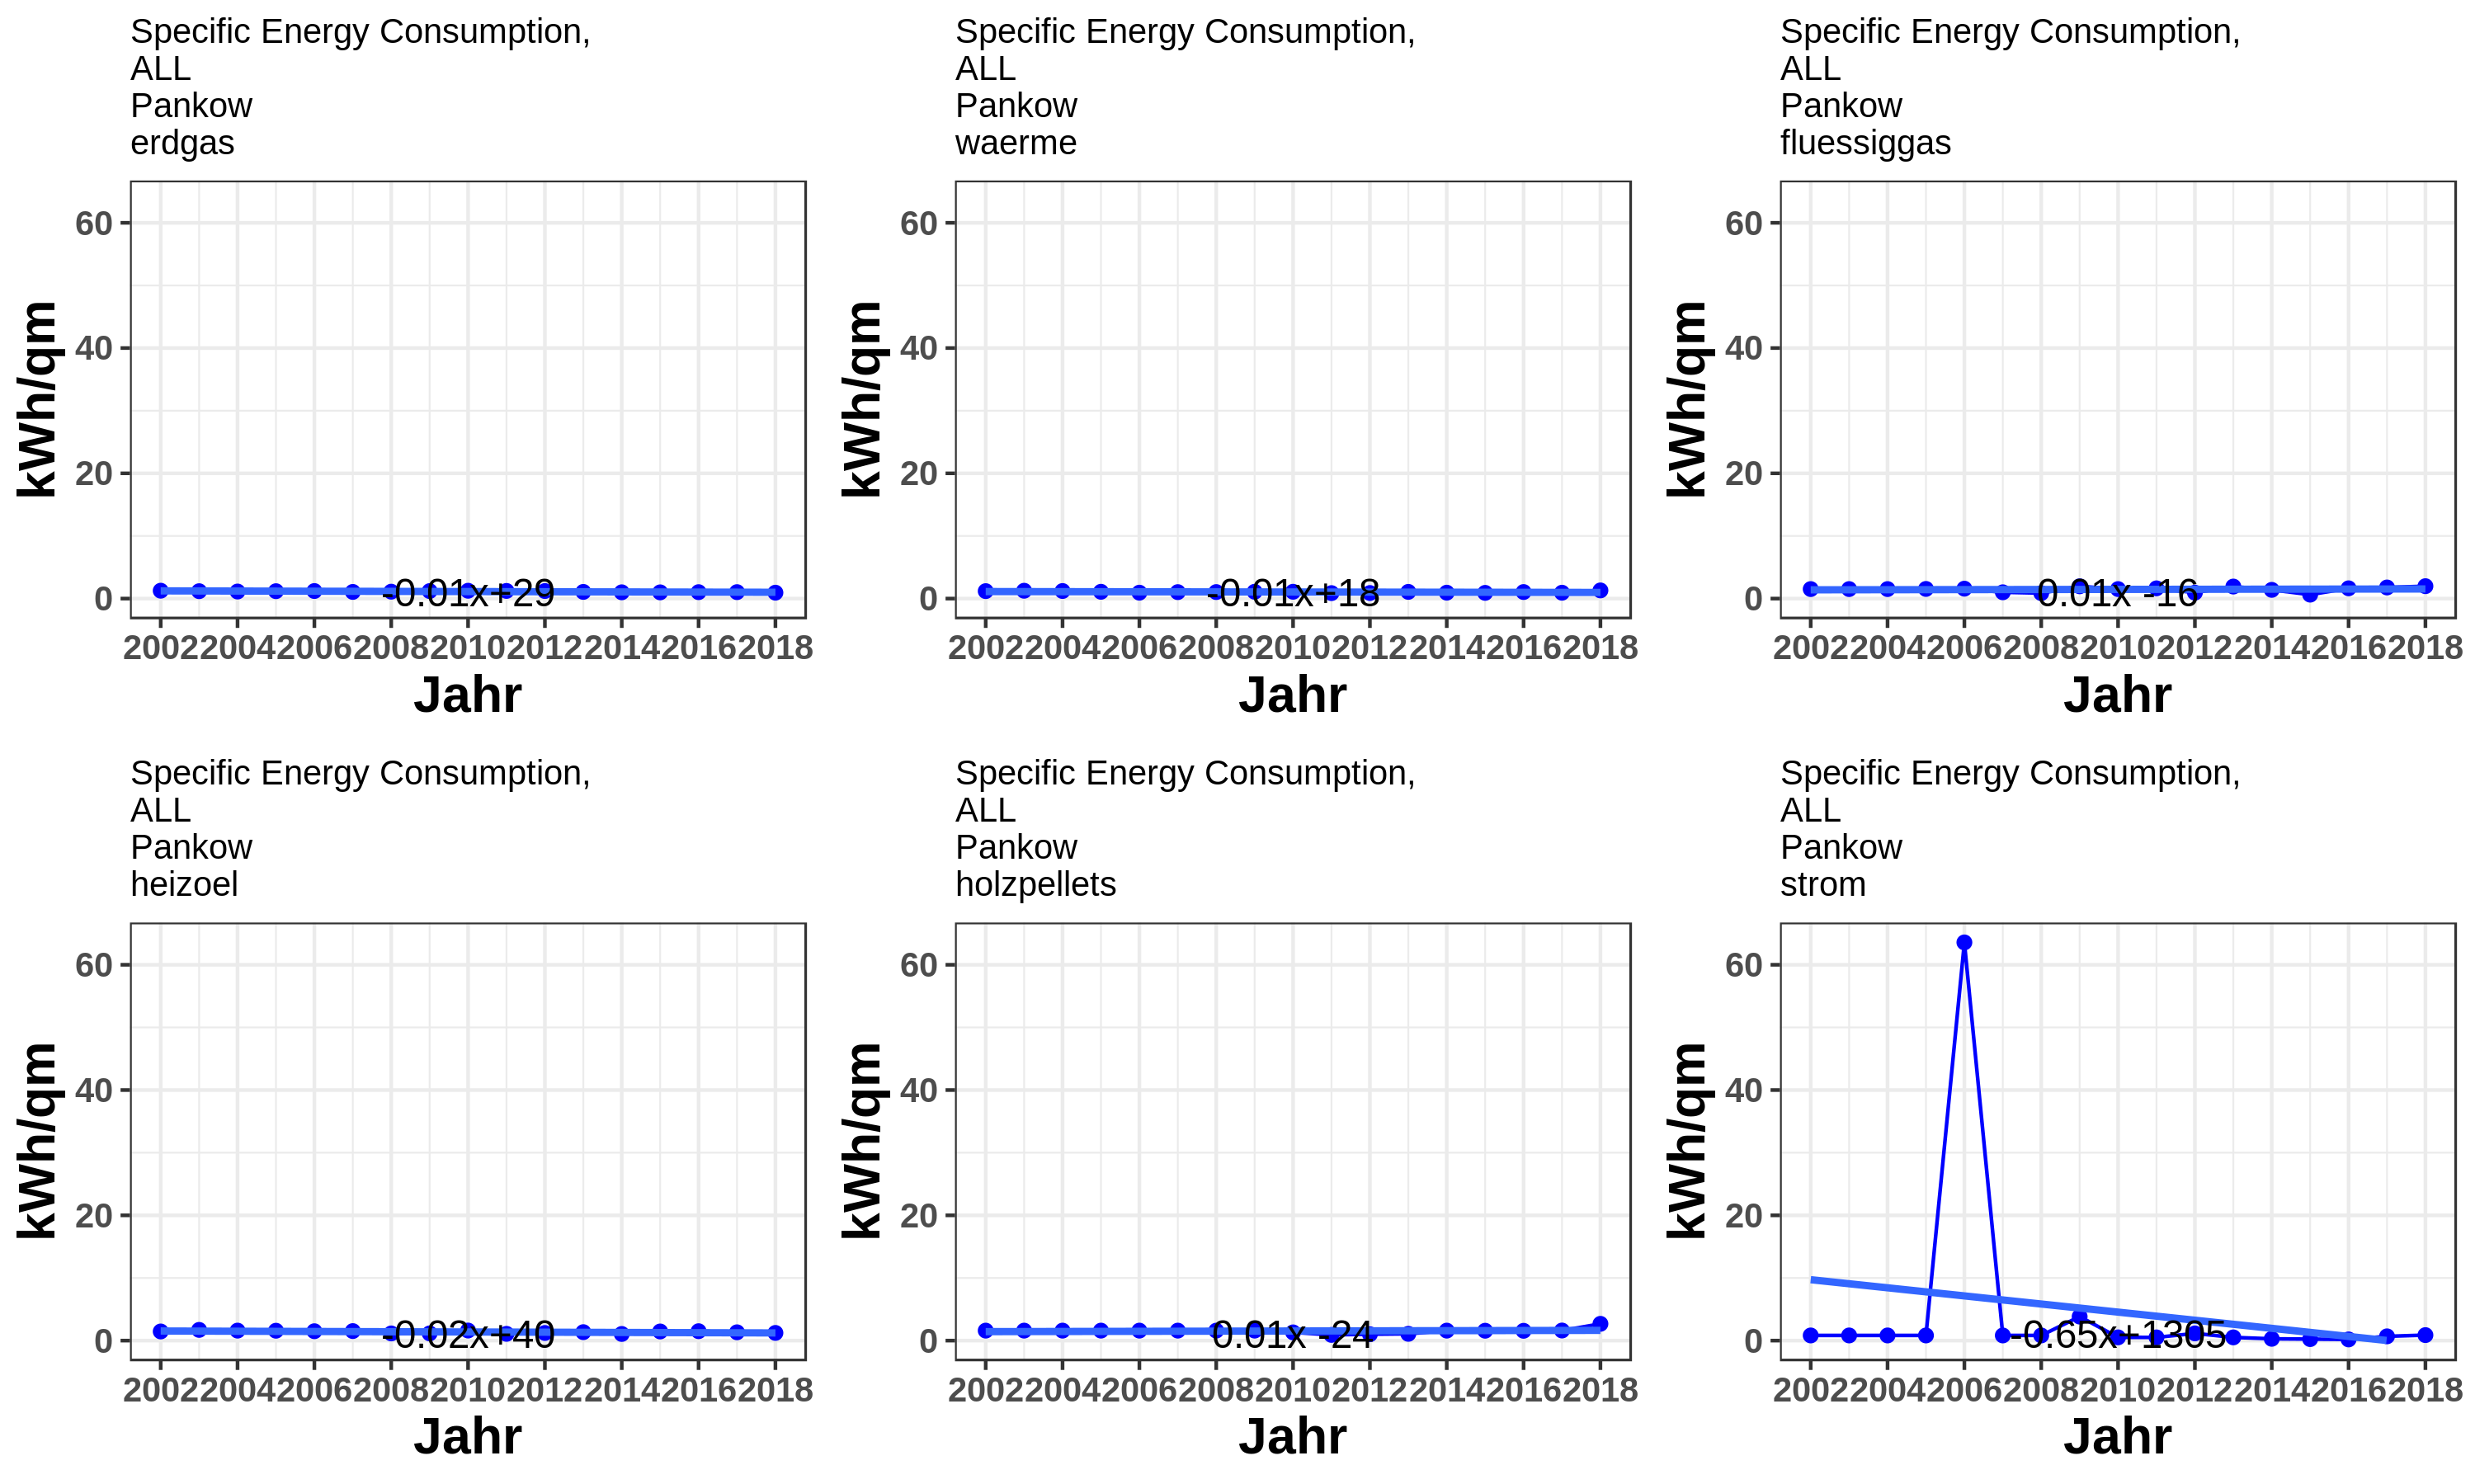 Specific Energy Consumption,
ALL
Pankow
erdgas
60
40
20
0
kWh/qm
-0.01x+29
2002 2004 2006 2008 2010 2012 2014 2016 2018
Jahr
Specific Energy Consumption,
ALL
Pankow
waerme
60
40
20
0
kWh/qm
-0.01x+18
2002 2004 2006 2008 2010 2012 2014 2016 2018
Jahr
Specific Energy Consumption,
ALL
Pankow
fluessiggas
60
40
20
0
kWh/qm
0.01x -16
2002 2004 2006 2008 2010 2012 2014 2016 2018
Jahr
Specific Energy Consumption,
ALL
Pankow
heizoel
60
40
20
0
kWh/qm
-0.02x+40
2002 2004 2006 2008 2010 2012 2014 2016 2018
Jahr
Specific Energy Consumption,
ALL
Pankow
holzpellets
60
40
20
0
kWh/qm
0.01x -24
2002 2004 2006 2008 2010 2012 2014 2016 2018
Jahr
Specific Energy Consumption,
ALL
Pankow
strom
60
40
20
0
kWh/qm
-0.65x+1305
2002 2004 2006 2008 2010 2012 2014 2016 2018
Jahr